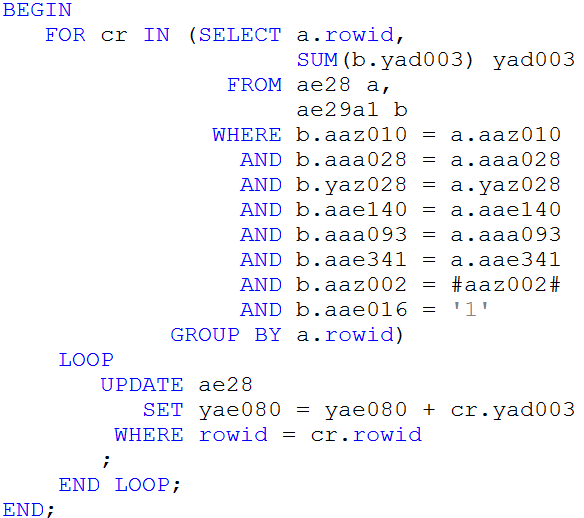 BEGIN
   FOR cr IN (SELECT a.rowid,
                     SUM(b.yad003) yad003
                FROM ae28 a,
                     ae29a1 b
               WHERE b.aaz010 = a.aaz010
                 AND b.aaa028 = a.aaa028
                 AND b.yaz028 = a.yaz028
                 AND b.aae140 = a.aae140
                 AND b.aaa093 = a.aaa093
                 AND b.aae341 = a.aae341
                 AND b.aaz002 = #aaz002#
                 AND b.aae016 = '1'
            GROUP BY a.rowid)
    LOOP
       UPDATE ae28
          SET yae080 = yae080 + cr.yad003
        WHERE rowid = cr.rowid
       ;
    END LOOP;
END;